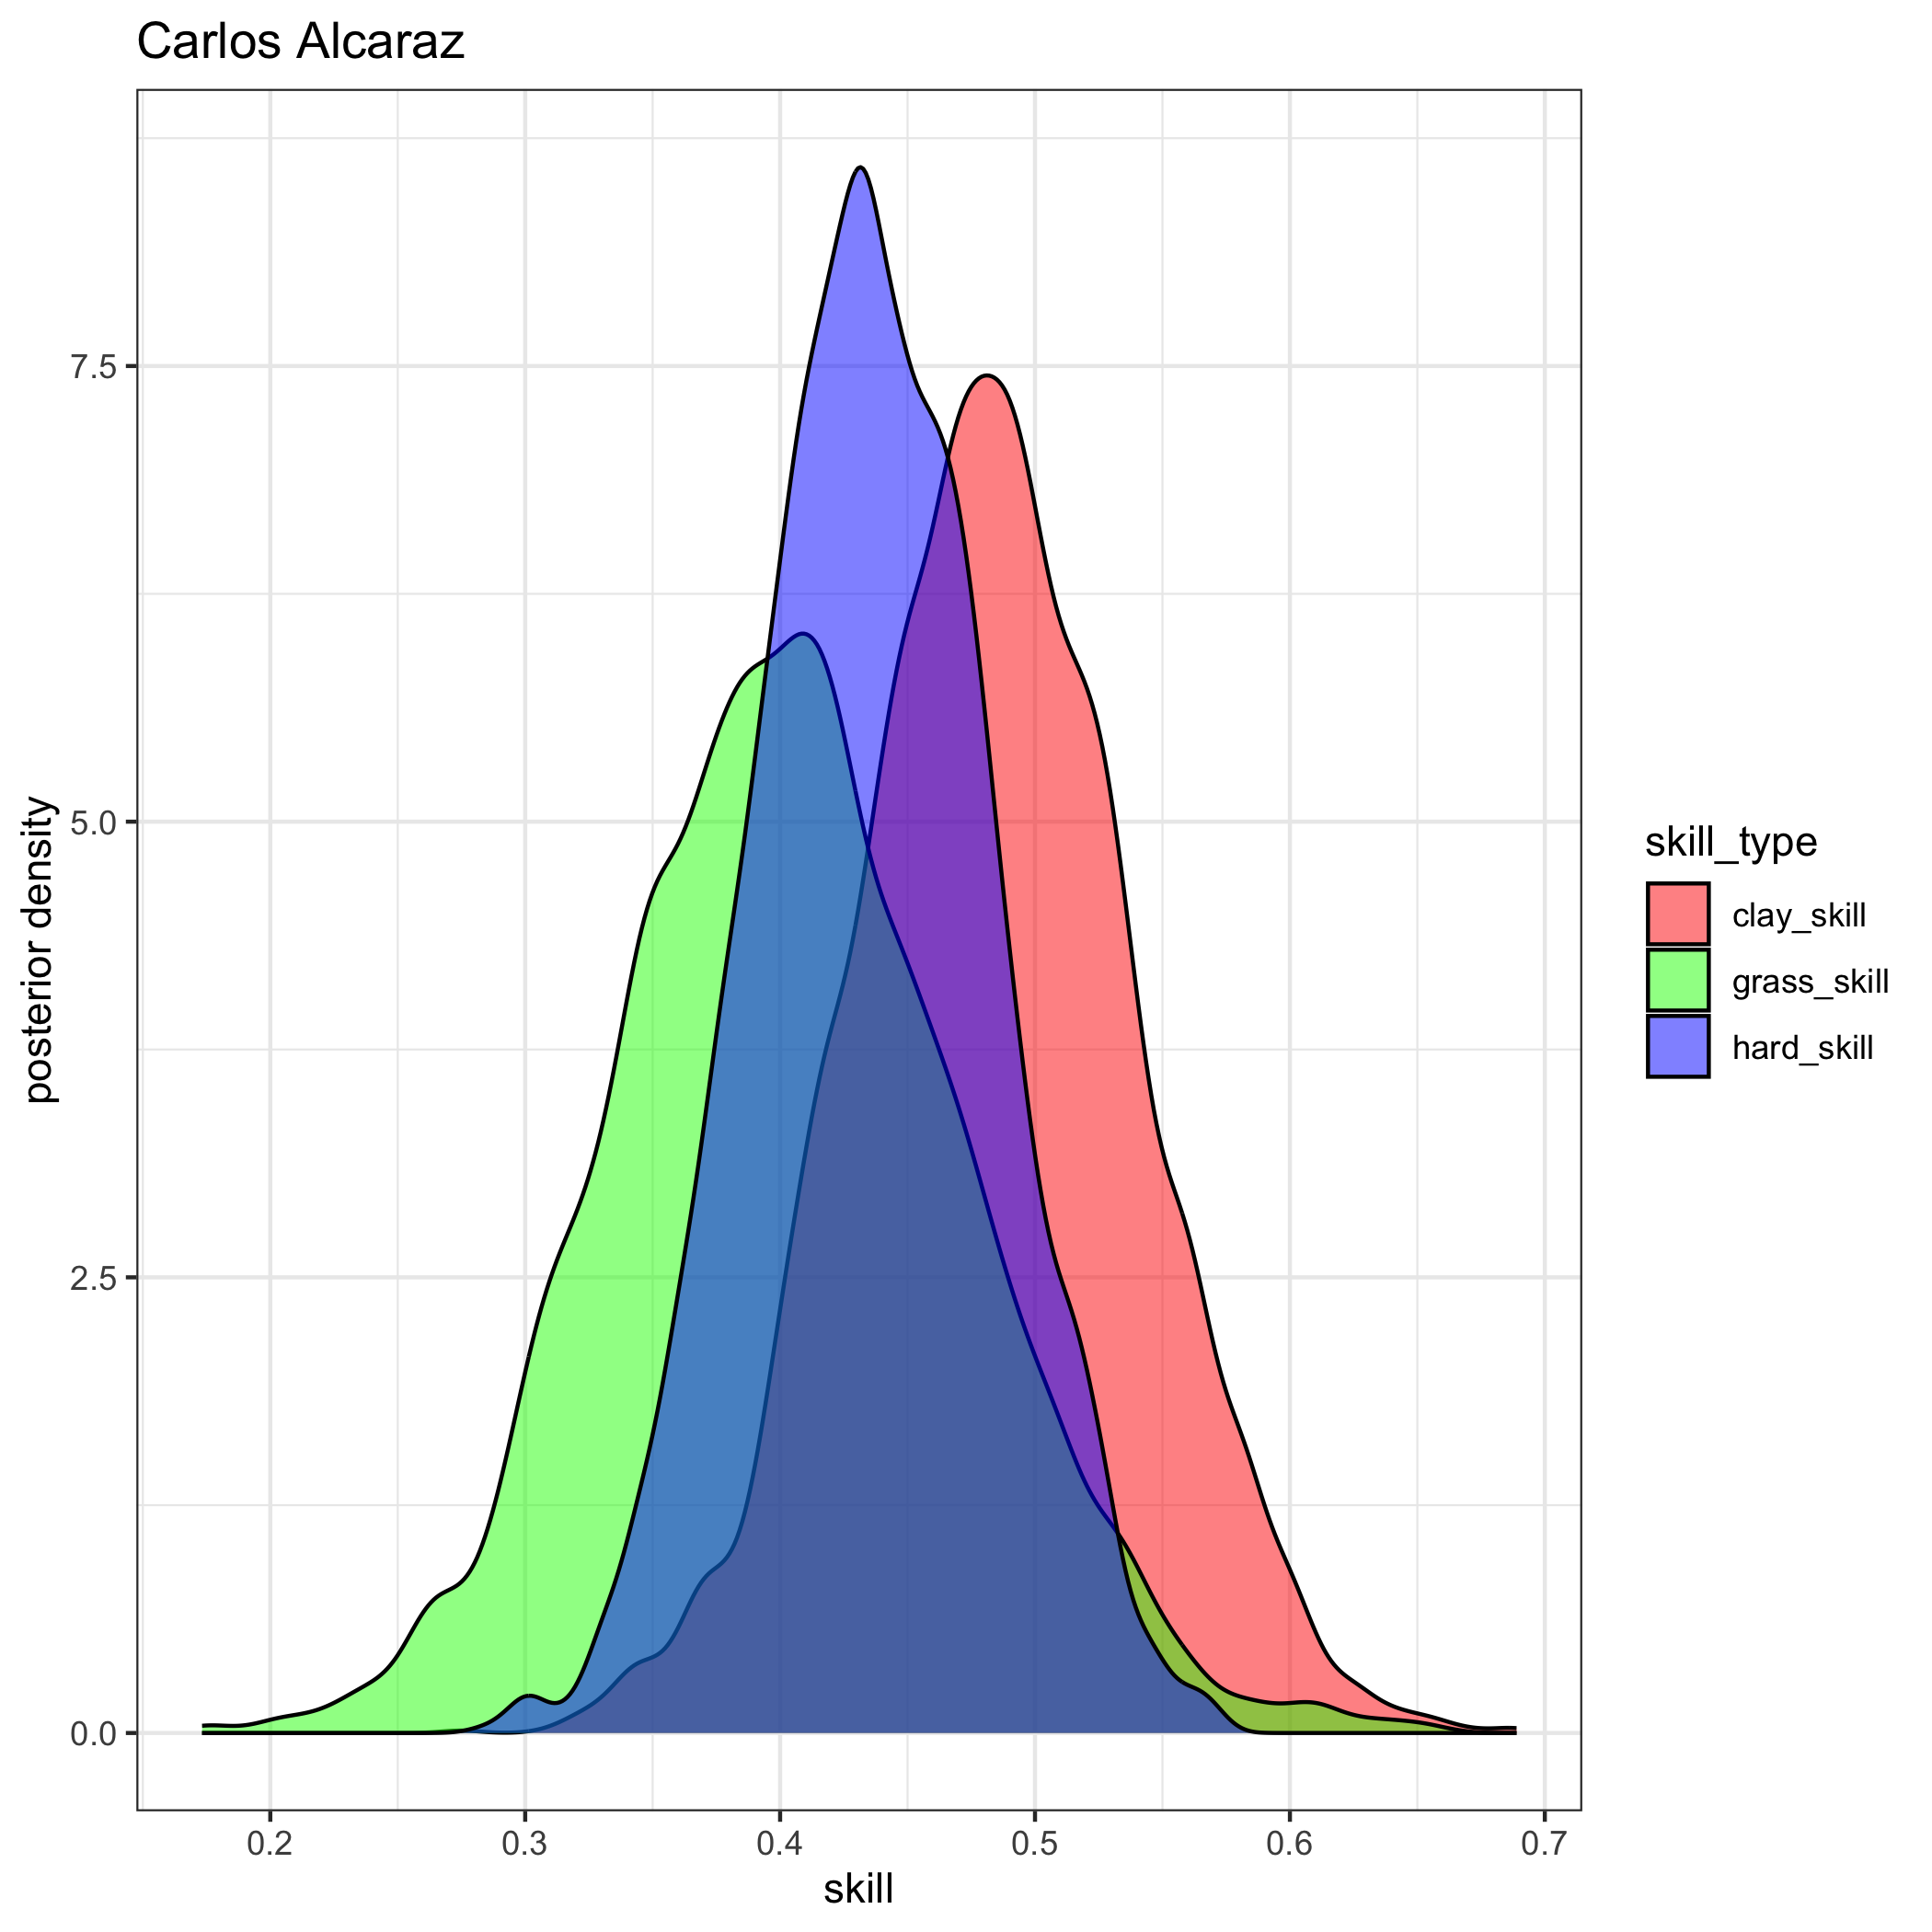 Carlos Alcaraz
7.5
5.0
2.5
0.0
posterior density
0.2 0.3 0.4 0.5 0.6 0.7
skill
skill_type
clay_skill
grass_skill
hard_skill